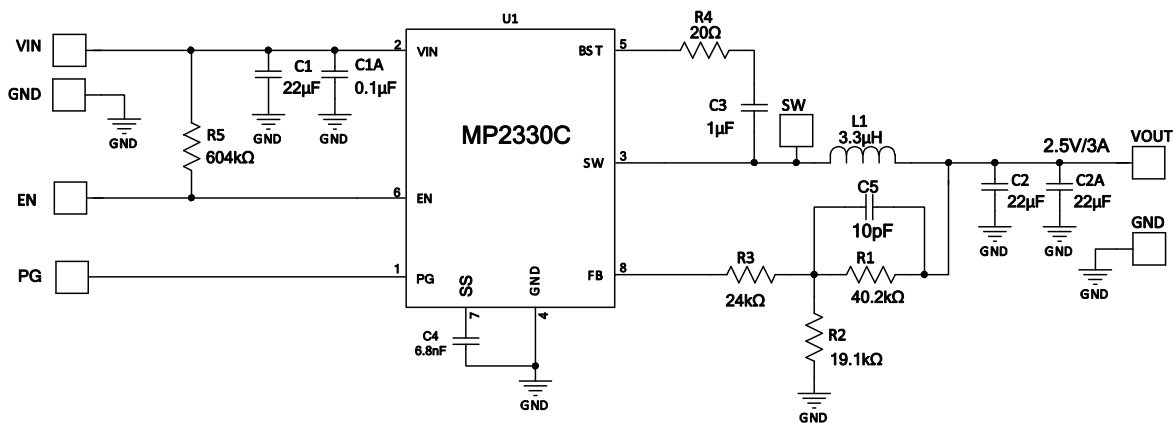 U1
VIN
2
VIN
GND
GND
C1
22µF
GND
C1A
0.1µF
GND
R5
604kΩ
EN
6
EN
PG
1
PG
MP2330C
BST
5
R4
20Ω
C3
1µF
SW
SW
3
L1
3.3µH
2.5V/3A
VOUT
C2
22µF
GND
C2A
22µF
GND
GND
GND
C5
10pF
FB
8
R3
24kΩ
R1
40.2kΩ
R2
19.1kΩ
GND
SS
7
GND
4
C4
6.8nF
GND